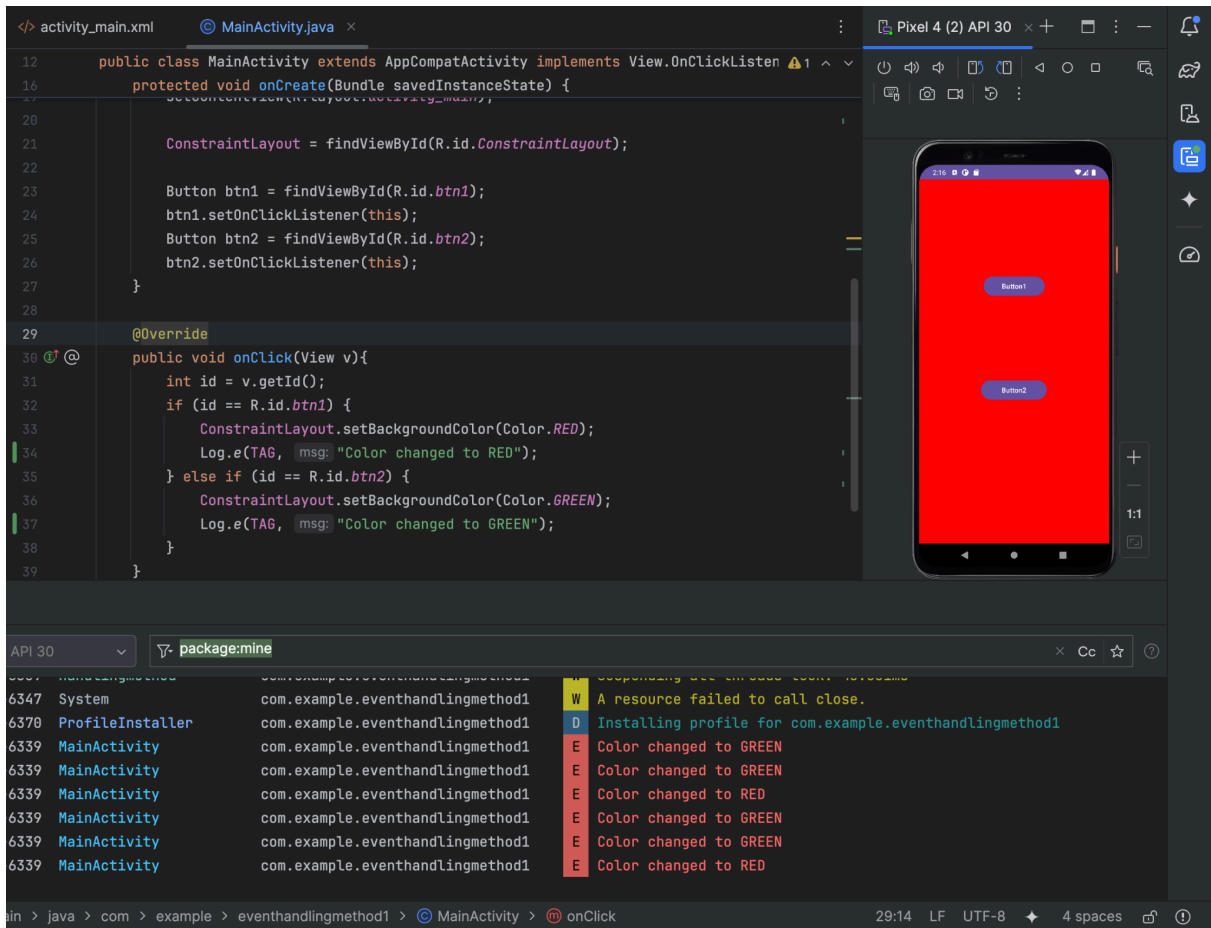 activity_main.xml
MainActivity.java
Pixel 4 (2) API 30
12 public class MainActivity extends AppCompatActivity implements View.OnClickListen 1
16 protected void onCreate(Bundle savedInstanceState) {
setContentView(R.layout.activity_main);
20
21 ConstraintLayout = findViewById(R.id.ConstraintLayout);
22
23 Button btn1 = findViewById(R.id.btn1);
24 btn1.setOnClickListener(this);
25 Button btn2 = findViewById(R.id.btn2);
26 btn2.setOnClickListener(this);
27 }
28
29 @Override
30 @ public void onClick(View v){
31 int id = v.getId();
32 if (id == R.id.btn1) {
33 ConstraintLayout.setBackgroundColor(Color.RED);
34 Log.e(TAG, msg: "Color changed to RED");
35 } else if (id == R.id.btn2) {
36 ConstraintLayout.setBackgroundColor(Color.GREEN);
37 Log.e(TAG, msg: "Color changed to GREEN");
38 }
39 }
2:16
Button1
Button2
1:1
API 30
package:mine
Cc
6347 System com.example.eventhandlingmethod1 W A resource failed to call close.
6370 ProfileInstaller com.example.eventhandlingmethod1 D Installing profile for com.example.eventhandlingmethod1
6339 MainActivity com.example.eventhandlingmethod1 E Color changed to GREEN
6339 MainActivity com.example.eventhandlingmethod1 E Color changed to GREEN
6339 MainActivity com.example.eventhandlingmethod1 E Color changed to RED
6339 MainActivity com.example.eventhandlingmethod1 E Color changed to GREEN
6339 MainActivity com.example.eventhandlingmethod1 E Color changed to GREEN
6339 MainActivity com.example.eventhandlingmethod1 E Color changed to RED
ain > java > com > example > eventhandlingmethod1 > MainActivity > onClick
29:14 LF UTF-8 4 spaces